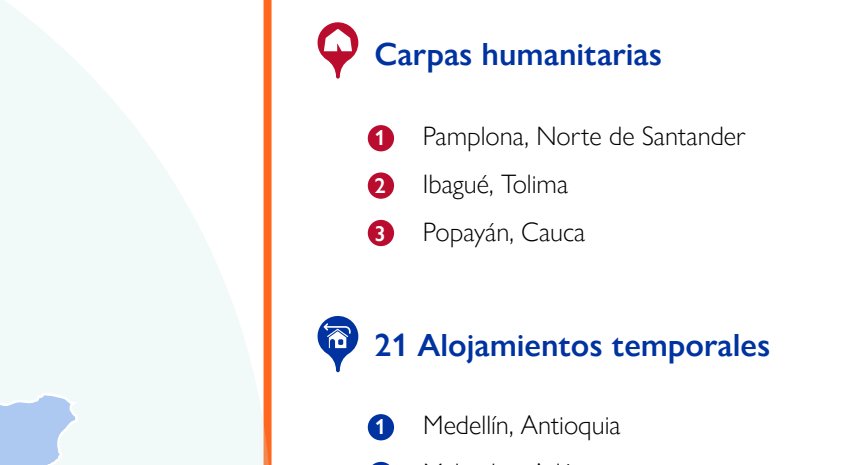 Carpas humanitarias
1 Pamplona, Norte de Santander
2 Ibagué, Tolima
3 Popayán, Cauca
21 Alojamientos temporales
1 Medellín, Antioquia